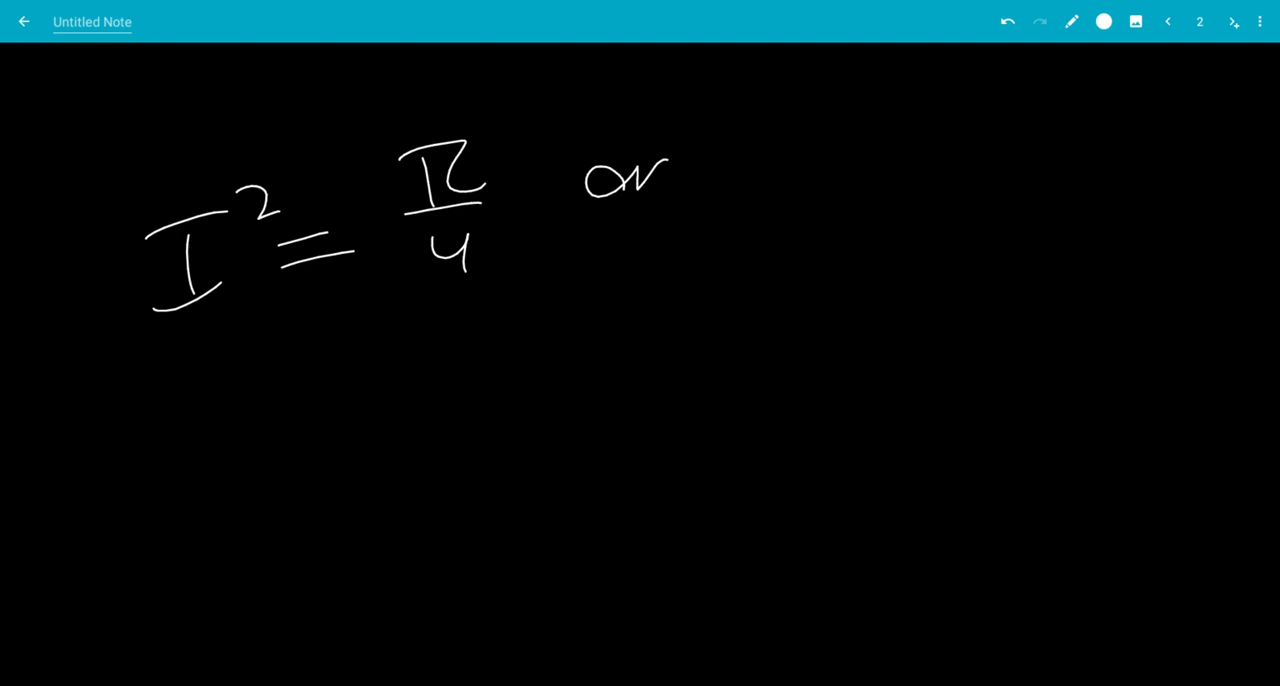 Untitled Note
2
I² = π/4 or